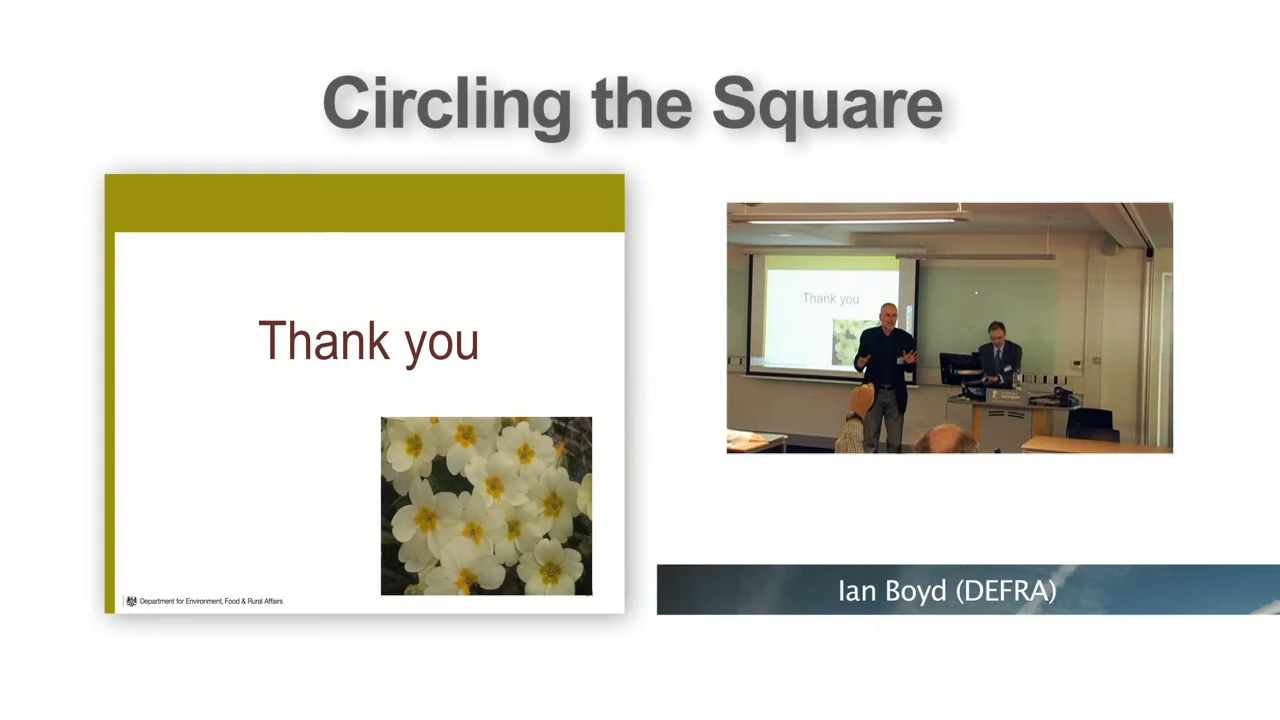 Circling the Square
Thank you
Department for Environment, Food & Rural Affairs
Thank you
Ian Boyd (DEFRA)